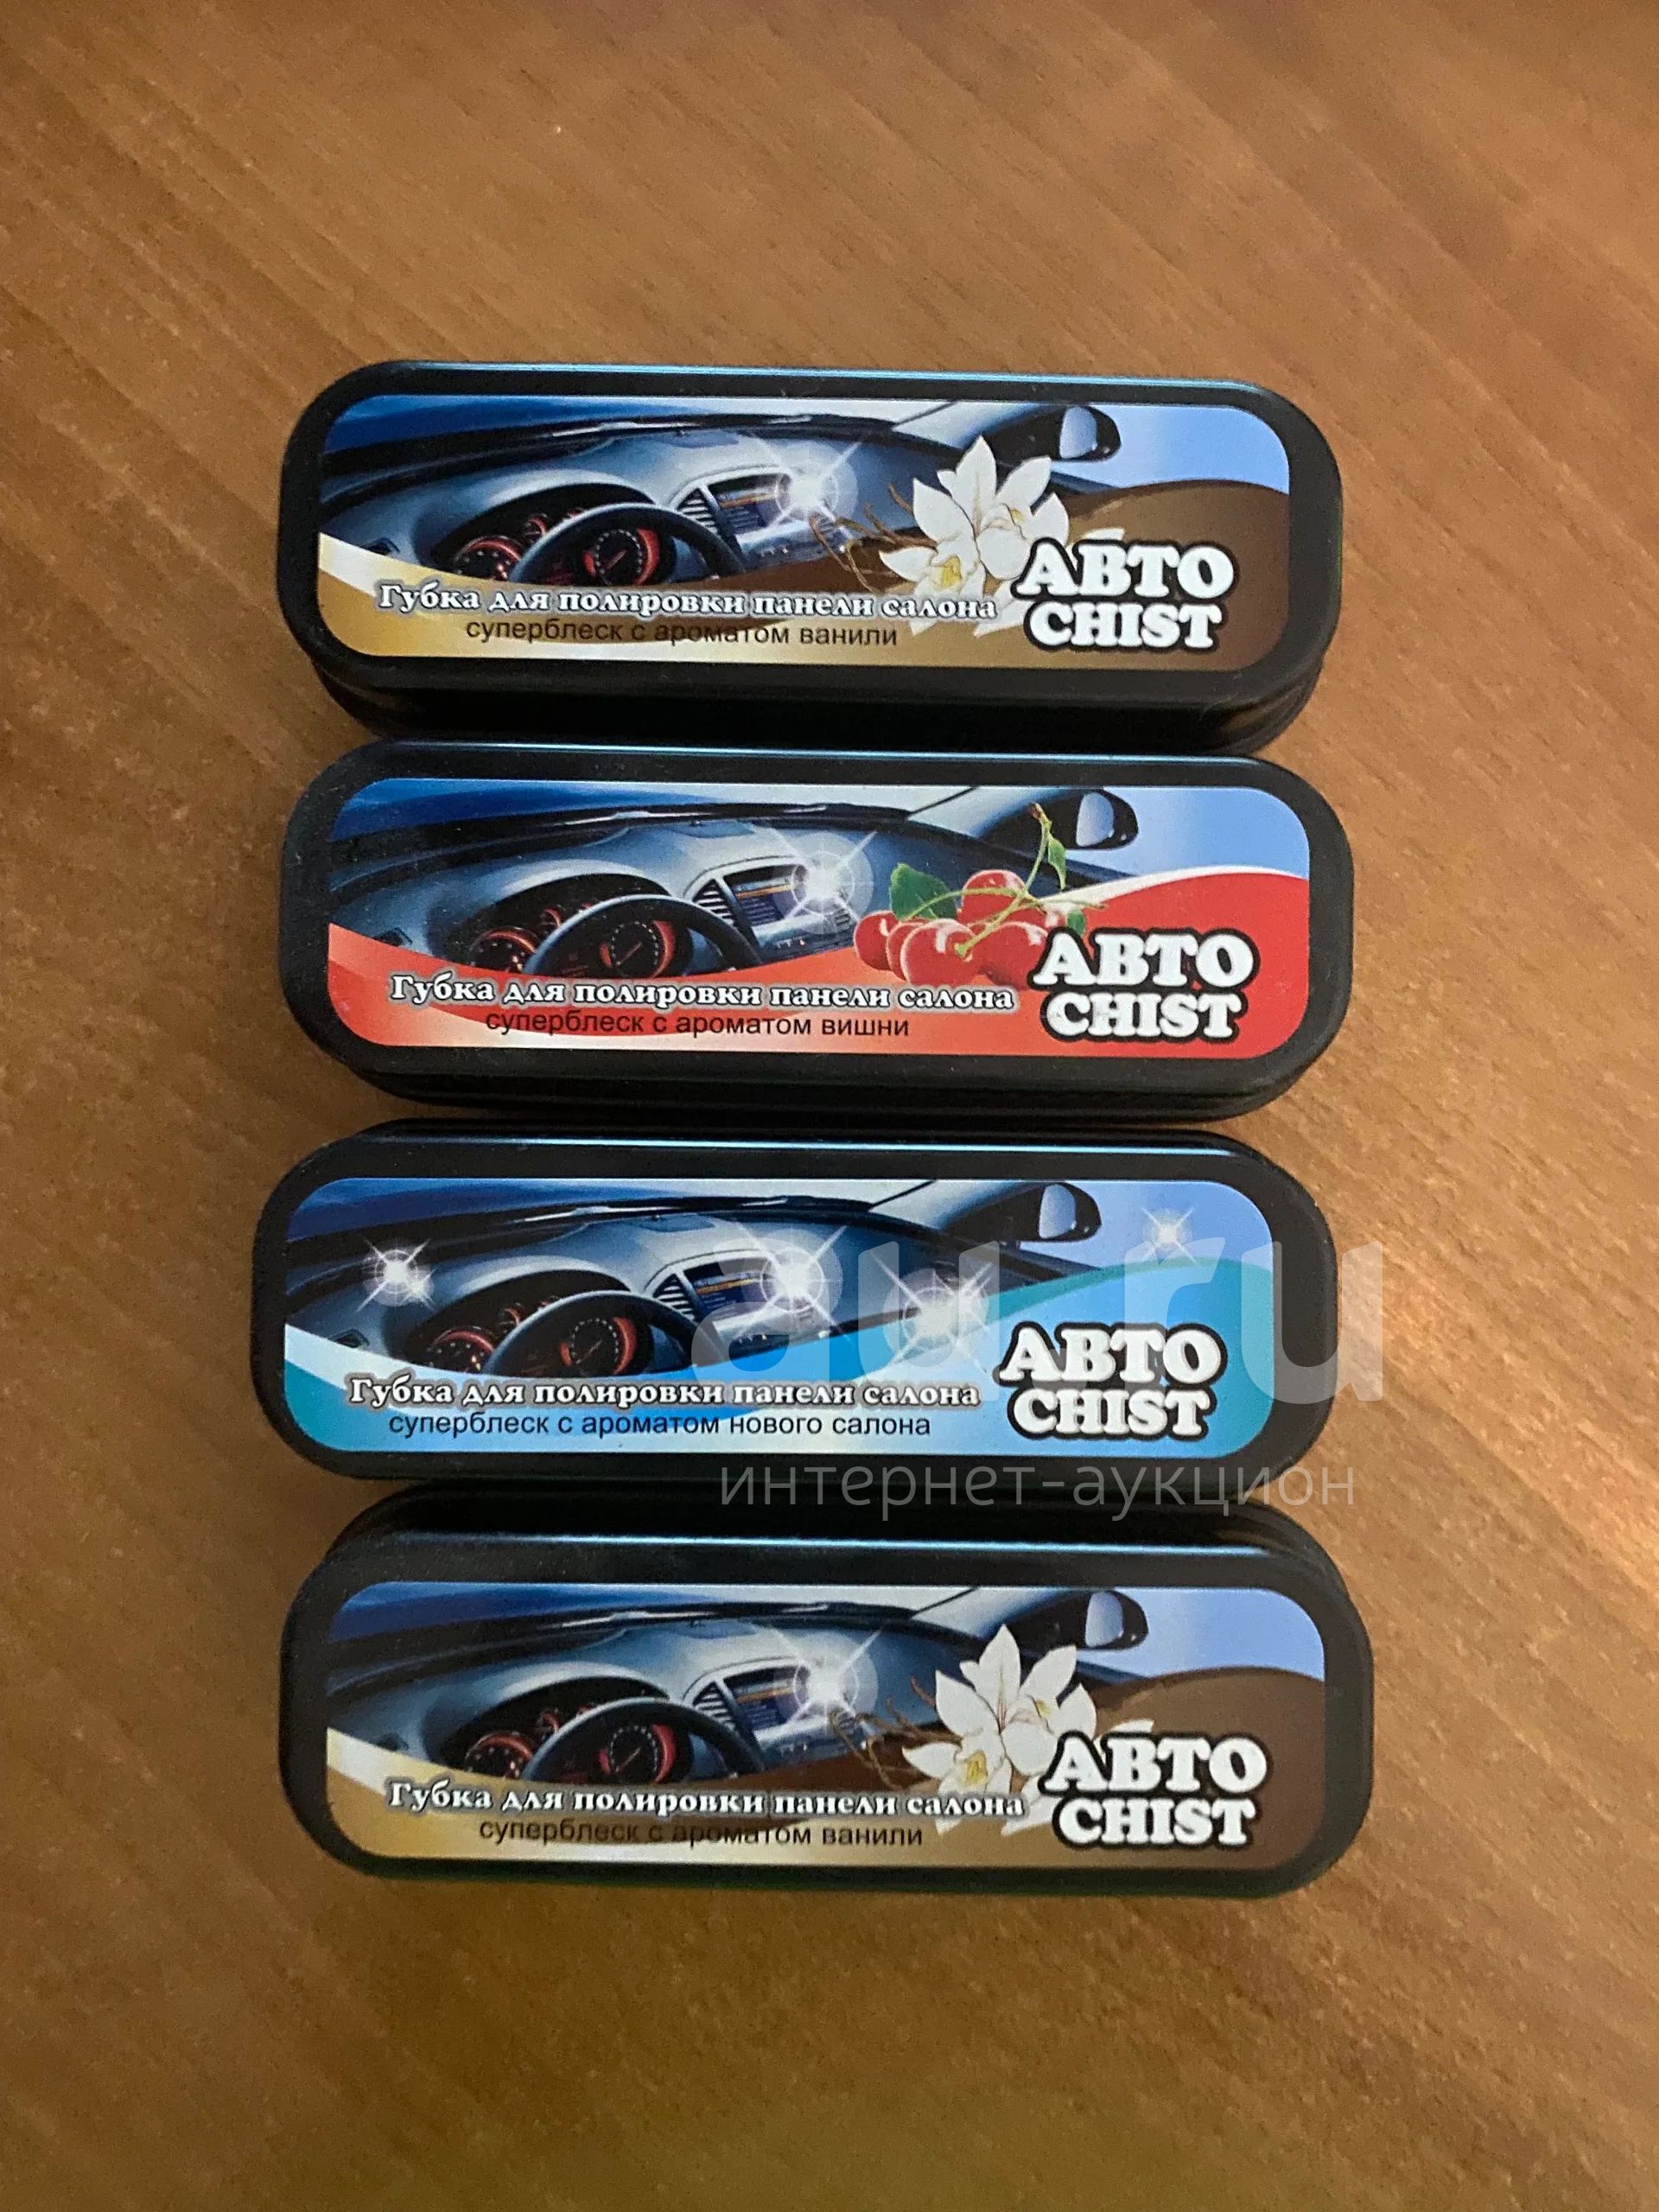 АВТО
CHIST
Губка для полировки панели салона
суперблеск с ароматом ванили
АВТО
CHIST
Губка для полировки панели салона
суперблеск с ароматом вишни
au.ru
АВТО
CHIST
Губка для полировки панели салона
суперблеск с ароматом нового салона
интернет-аукцион
АВТО
CHIST
Губка для полировки панели салона
суперблеск с ароматом ванили